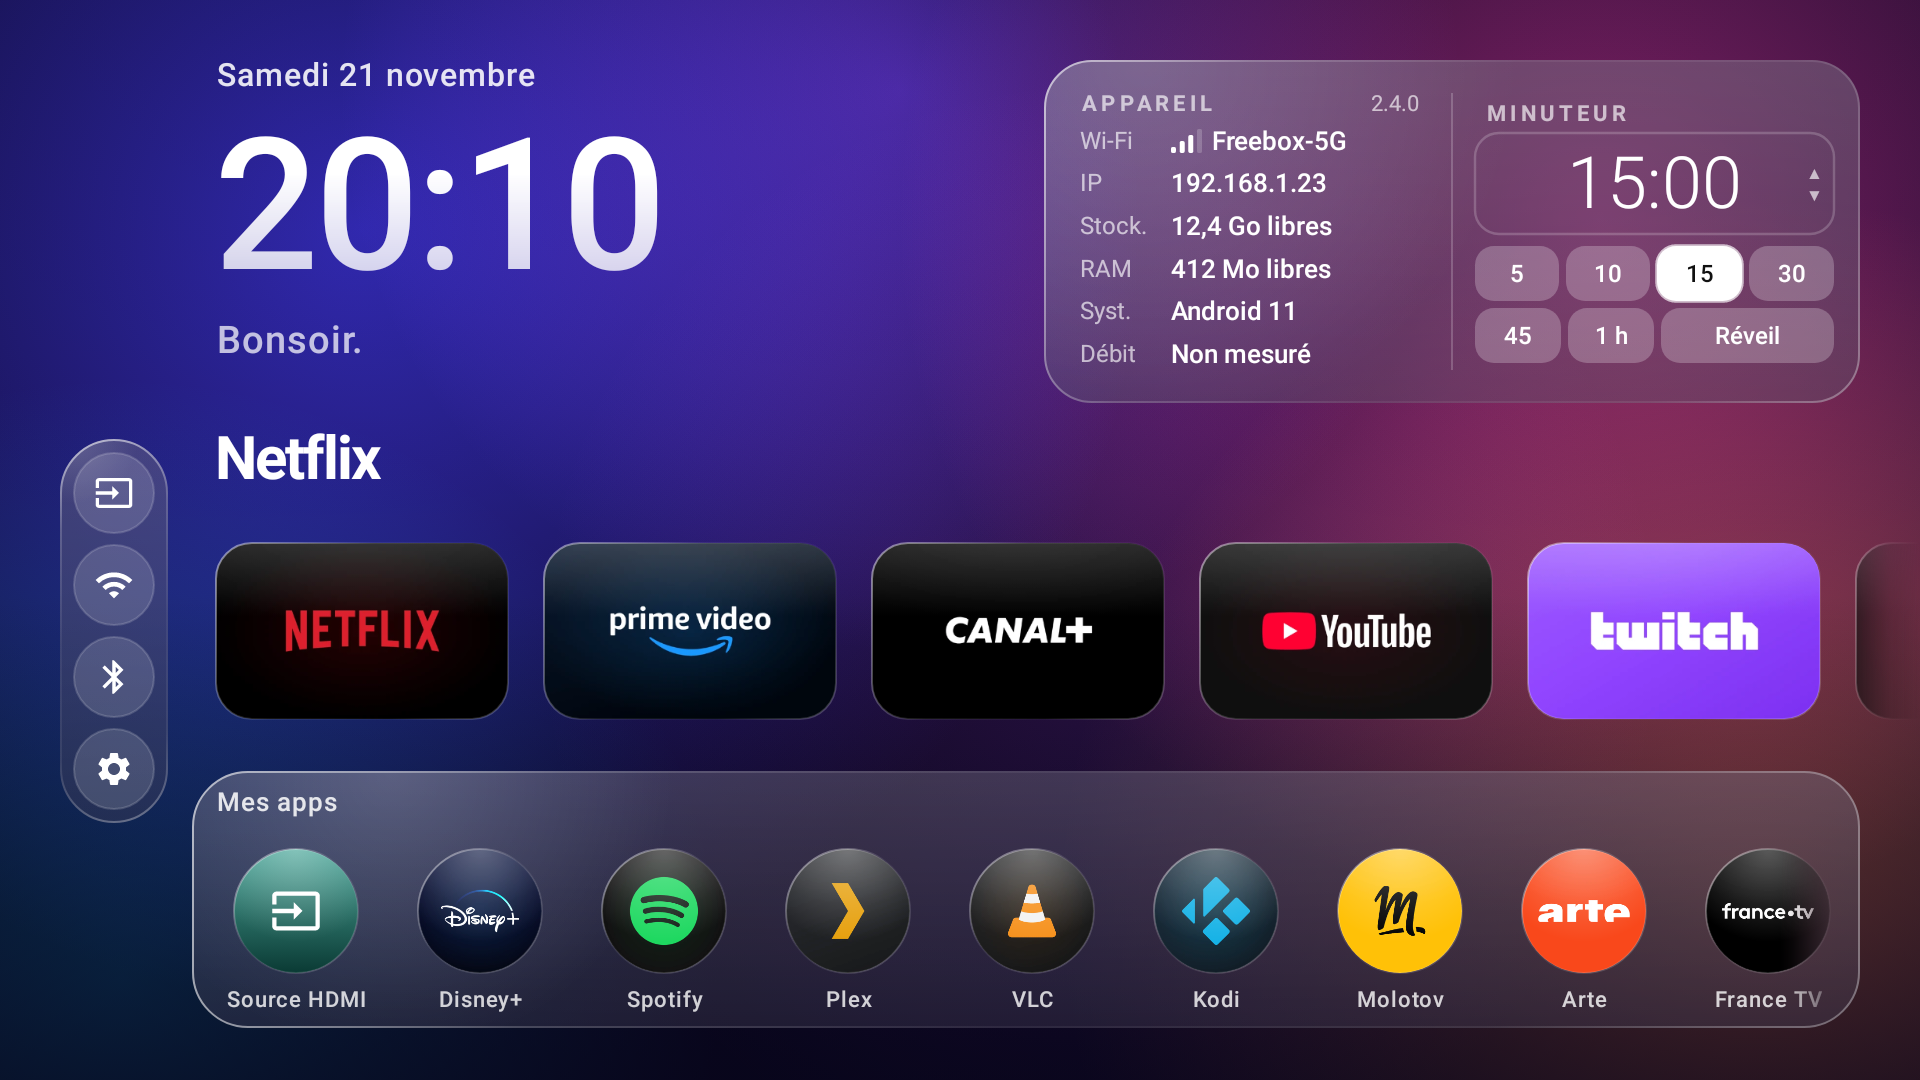 Samedi 21 novembre
20:10
Bonsoir.
APPAREIL 2.4.0
Wi-Fi Freebox-5G
IP 192.168.1.23
Stock. 12,4 Go libres
RAM 412 Mo libres
Syst. Android 11
Débit Non mesuré
MINUTEUR
15:00
5 10 15 30
45 1 h Réveil
Netflix
NETFLIX prime video CANAL+ YouTube twitch
Mes apps
Disney+ M. arte france•tv
Source HDMI Disney+ Spotify Plex VLC Kodi Molotov Arte France TV